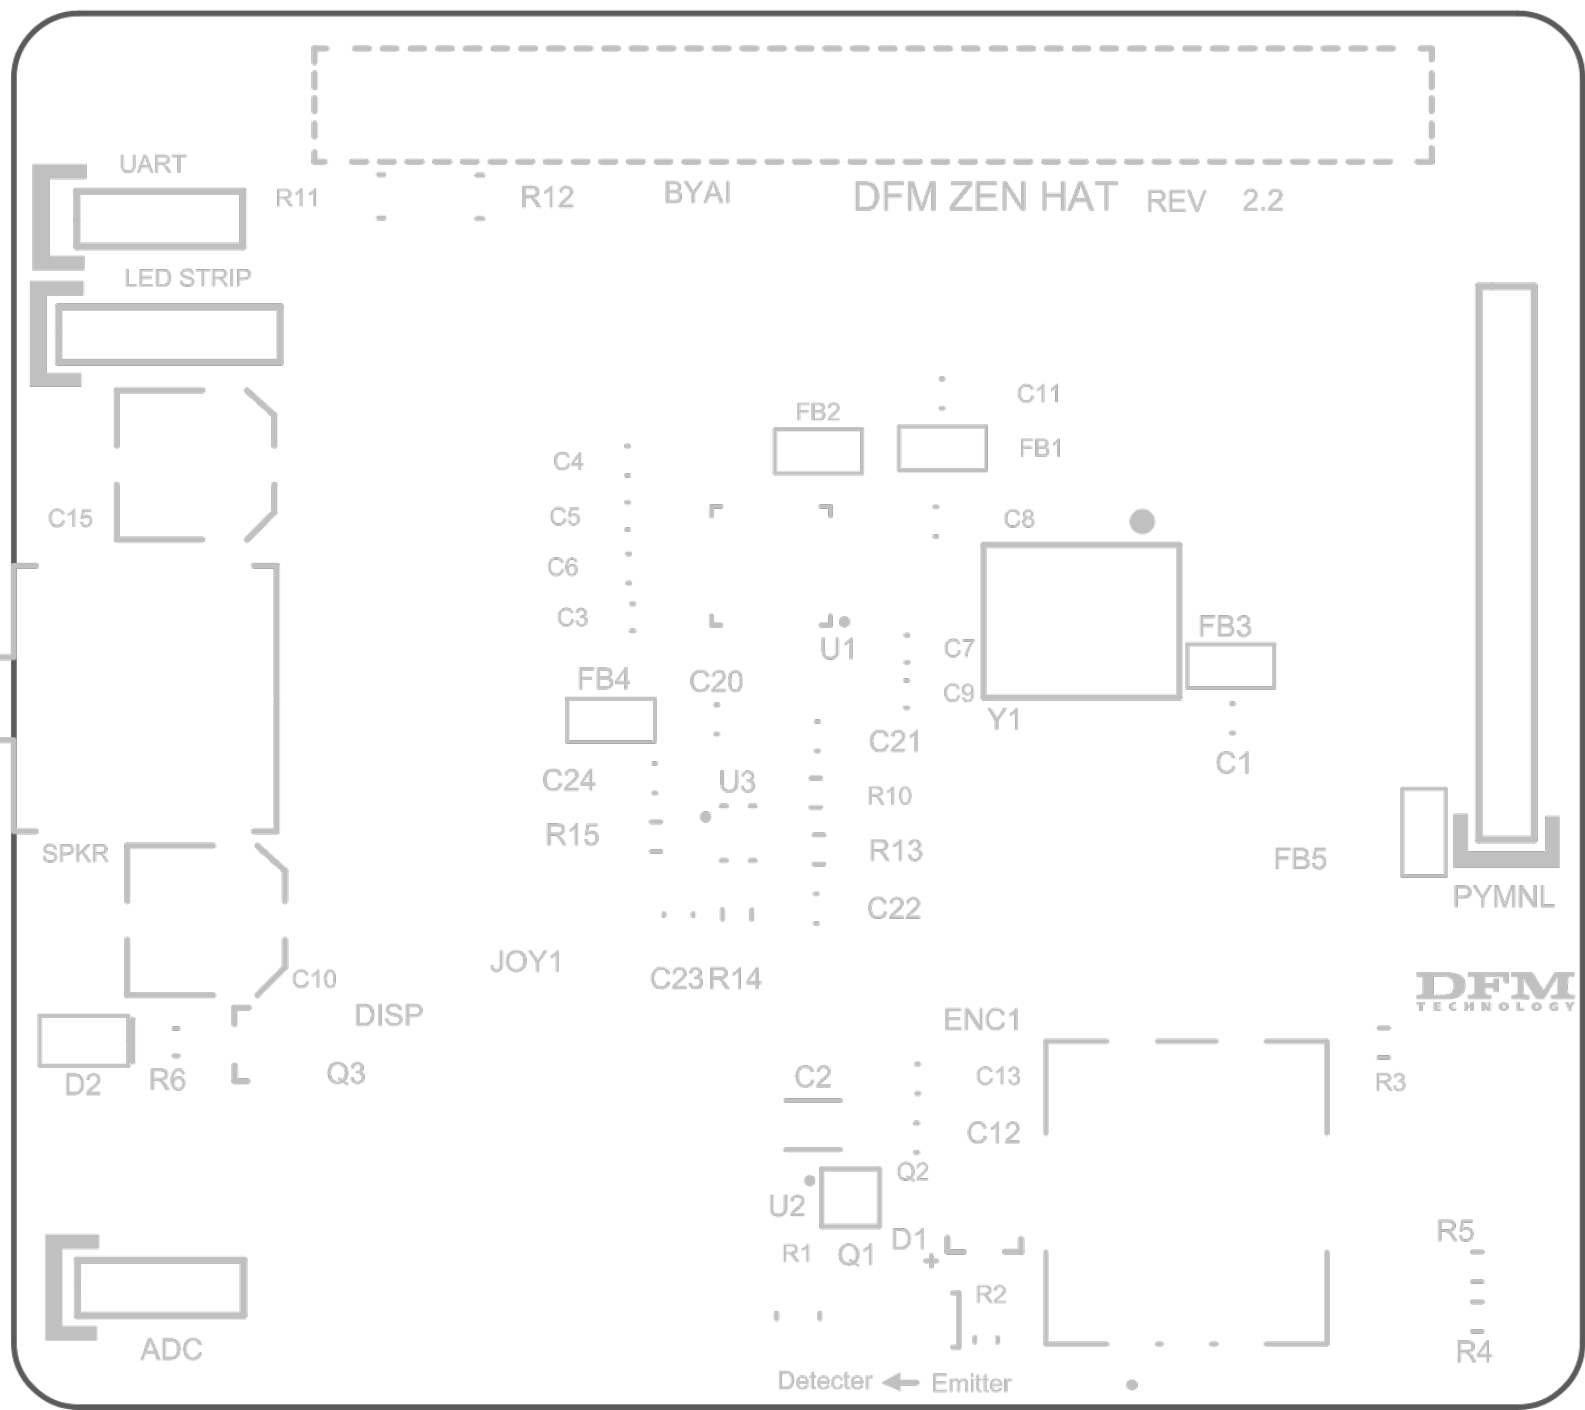 UART
R11
R12
BYAI
DFM ZEN HAT
REV 2.2
LED STRIP
C11
FB2
FB1
C4
C5
C15
C8
C6
C3
U1
FB3
C7
FB4
C20
C9
Y1
C21
C1
C24
U3
R10
R15
R13
SPKR
FB5
PYMNL
C22
JOY1
C23
R14
C10
DFM
TECHNOLOGY
DISP
ENC1
Q3
R6
D2
C2
C13
R3
C12
Q2
U2
R5
D1
R1
Q1
+
R2
ADC
R4
Detecter
Emitter